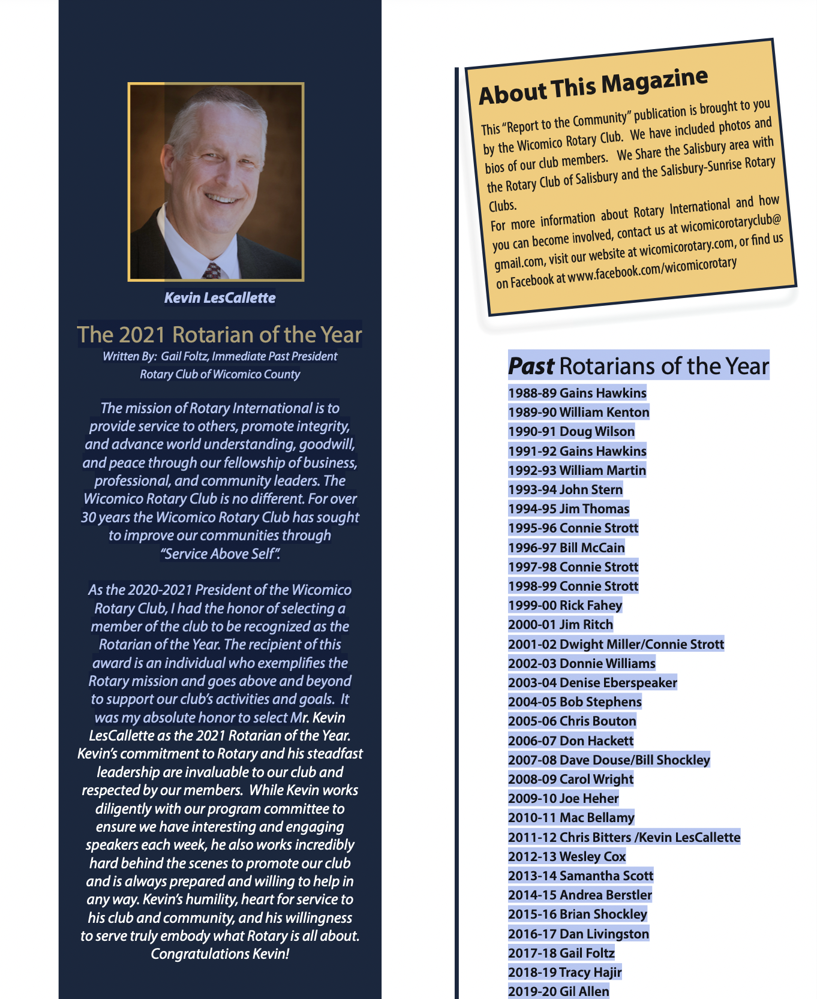 Kevin LesCallette
The 2021 Rotarian of the Year
Written By:  Gail Foltz, Immediate Past President
Rotary Club of Wicomico County
The mission of Rotary International is to
provide service to others, promote integrity,
and advance world understanding, goodwill,
and peace through our fellowship of business,
professional, and community leaders. The
Wicomico Rotary Club is no different. For over
30 years the Wicomico Rotary Club has sought
to improve our communities through
“Service Above Self”.
As the 2020-2021 President of the Wicomico
Rotary Club, I had the honor of selecting a
member of the club to be recognized as the
Rotarian of the Year. The recipient of this
award is an individual who exemplifies the
Rotary mission and goes above and beyond
to support our club’s activities and goals.  It
was my absolute honor to select Mr. Kevin
LesCallette as the 2021 Rotarian of the Year.
Kevin’s commitment to Rotary and his steadfast
leadership are invaluable to our club and
respected by our members.  While Kevin works
diligently with our program committee to
ensure we have interesting and engaging
speakers each week, he also works incredibly
hard behind the scenes to promote our club
and is always prepared and willing to help in
any way. Kevin’s humility, heart for service to
his club and community, and his willingness
to serve truly embody what Rotary is all about.
Congratulations Kevin!
About This Magazine
This “Report to the Community” publication is brought to you
by the Wicomico Rotary Club.  We have included photos and
bios of our club members.   We Share the Salisbury area with
the Rotary Club of Salisbury and the Salisbury-Sunrise Rotary
Clubs.
For more information about Rotary International and how
you can become involved, contact us at wicomicorotaryclub@
gmail.com, visit our website at wicomicorotary.com, or find us
on Facebook at www.facebook.com/wicomicorotary
Past Rotarians of the Year
1988-89 Gains Hawkins
1989-90 William Kenton
1990-91 Doug Wilson
1991-92 Gains Hawkins
1992-93 William Martin
1993-94 John Stern
1994-95 Jim Thomas
1995-96 Connie Strott
1996-97 Bill McCain
1997-98 Connie Strott
1998-99 Connie Strott
1999-00 Rick Fahey
2000-01 Jim Ritch
2001-02 Dwight Miller/Connie Strott
2002-03 Donnie Williams
2003-04 Denise Eberspeaker
2004-05 Bob Stephens
2005-06 Chris Bouton
2006-07 Don Hackett
2007-08 Dave Douse/Bill Shockley
2008-09 Carol Wright
2009-10 Joe Heher
2010-11 Mac Bellamy
2011-12 Chris Bitters /Kevin LesCallette
2012-13 Wesley Cox
2013-14 Samantha Scott
2014-15 Andrea Berstler
2015-16 Brian Shockley
2016-17 Dan Livingston
2017-18 Gail Foltz
2018-19 Tracy Hajir
2019-20 Gil Allen